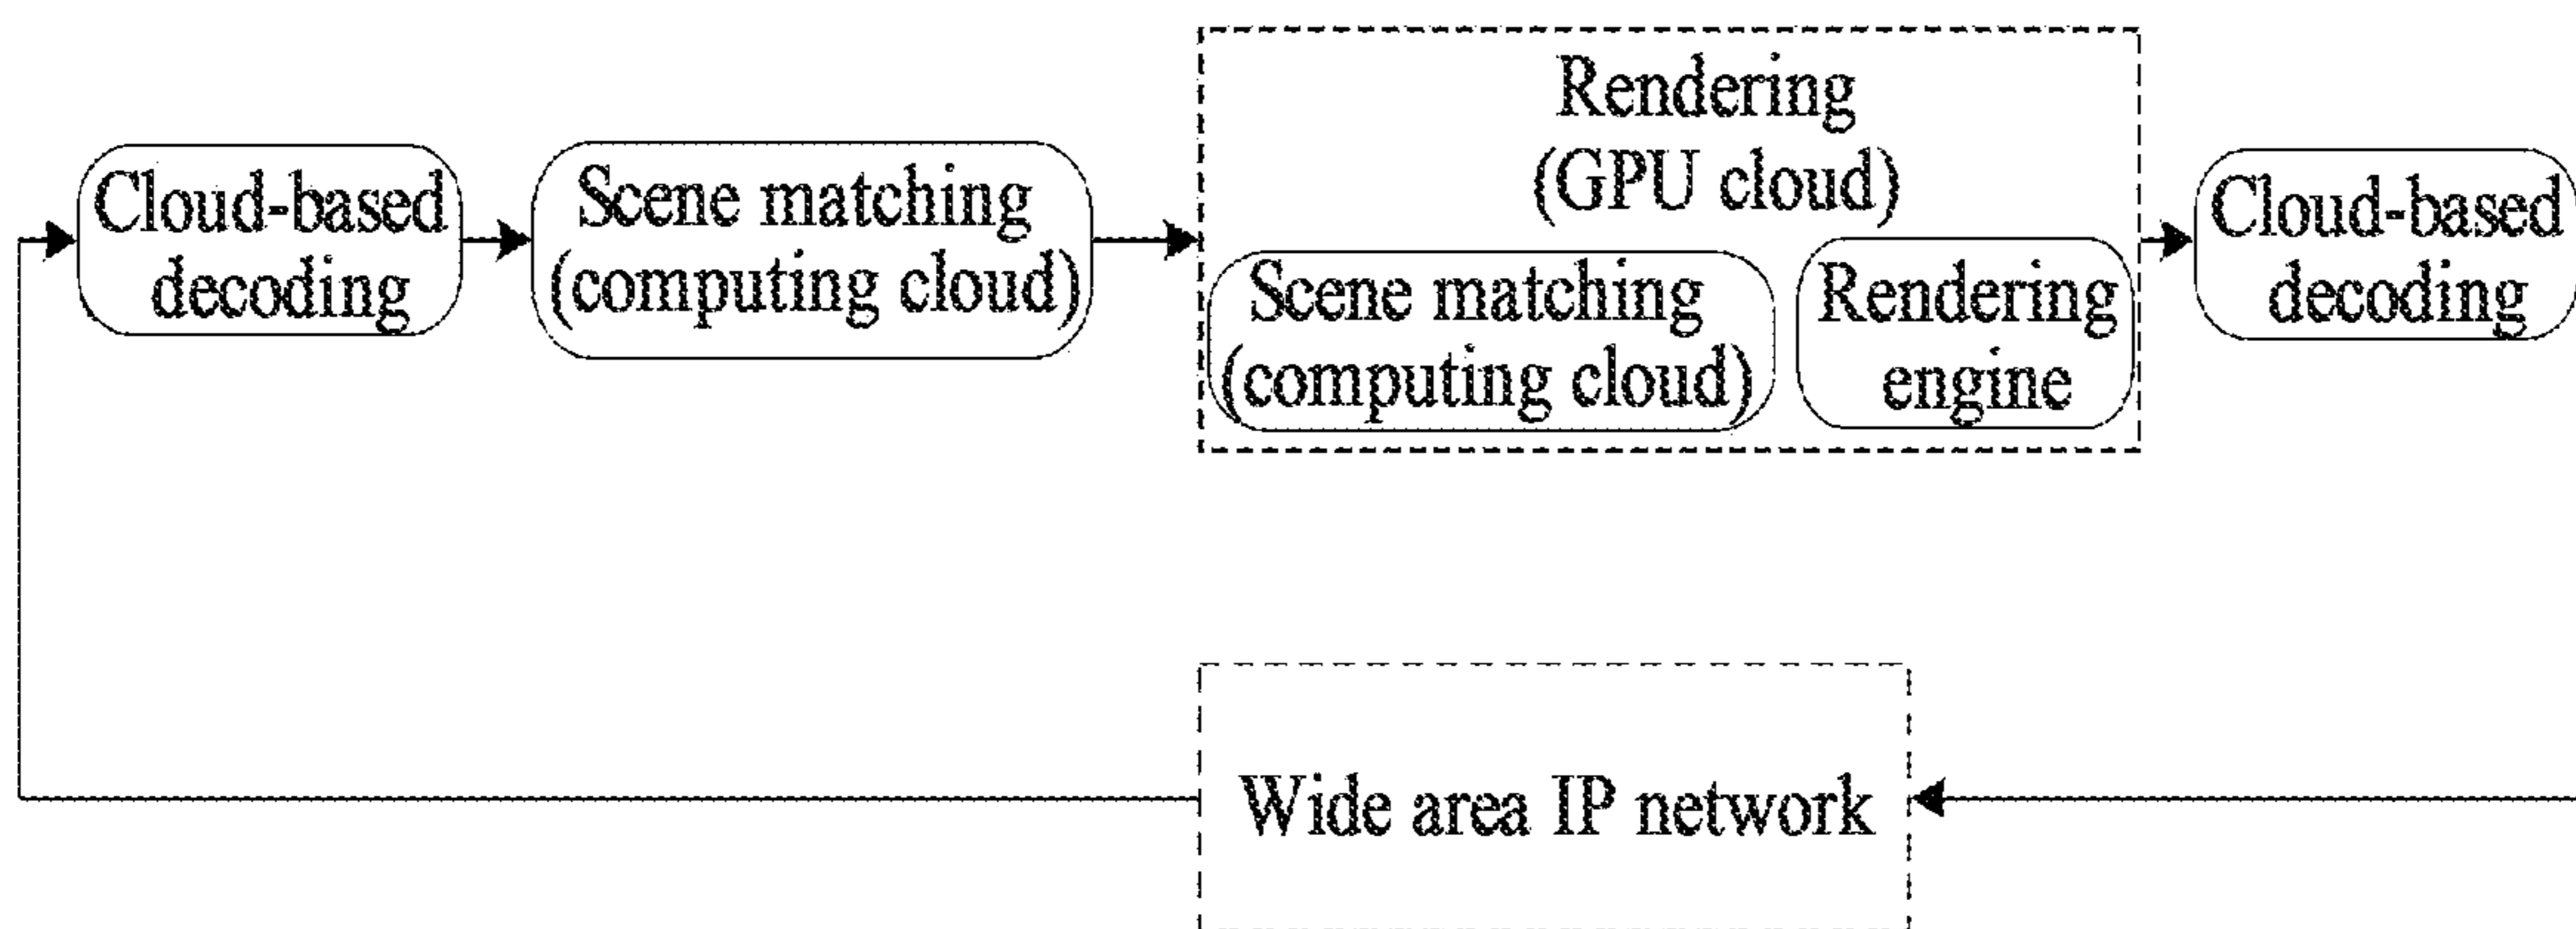 Cloud-based
decoding
Scene matching
(computing cloud)
Rendering
(GPU cloud)
Scene matching
(computing cloud)
Rendering
engine
Cloud-based
decoding
Wide area IP network